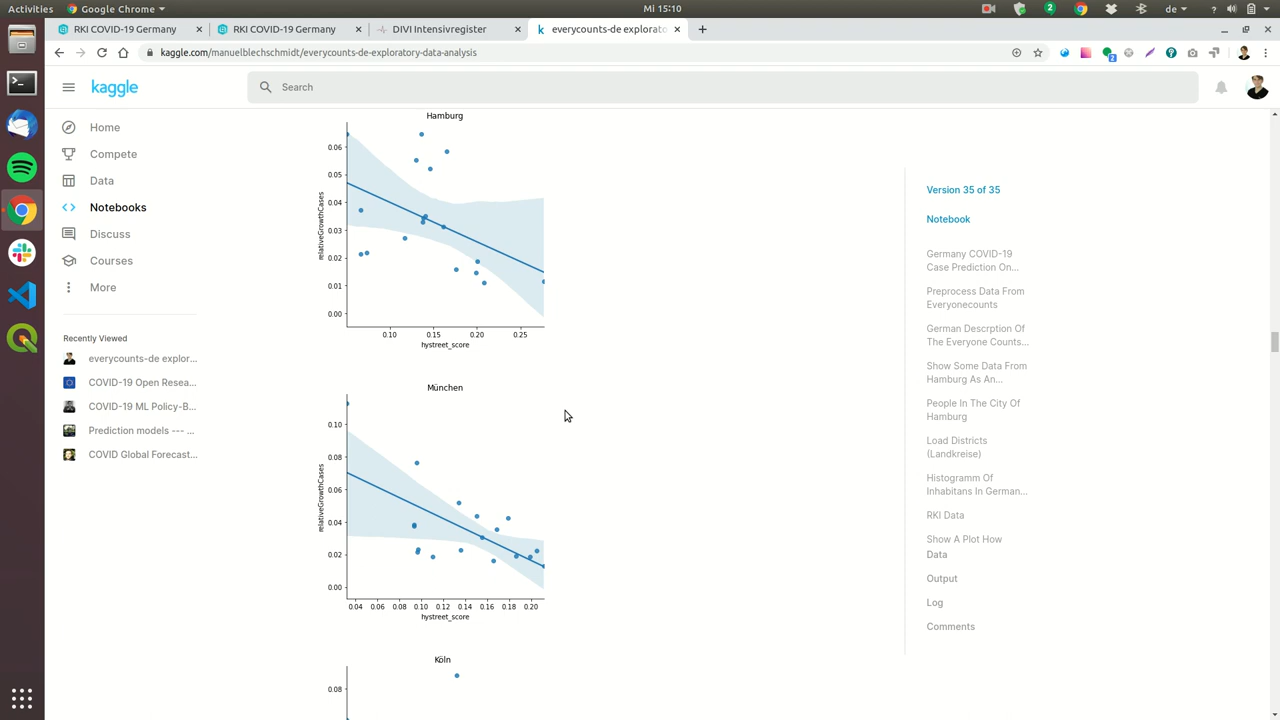 Activities
Google Chrome
Mi 15:10
2
de
RKI COVID-19 Germany
RKI COVID-19 Germany
DIVI Intensivregister
everycounts-de explorato
kaggle.com/manuelblechschmidt/everycounts-de-exploratory-data-analysis
2
kaggle
Search
Home
Compete
Data
Notebooks
Discuss
Courses
More
Recently Viewed
everycounts-de explor...
COVID-19 Open Resea...
COVID-19 ML Policy-B...
Prediction models --- ...
COVID Global Forecast...
Hamburg
0.06
0.05
0.04
0.03
0.02
0.01
0.00
relativeGrowthCases
0.10 0.15 0.20 0.25
hystreet_score
München
0.10
0.08
0.06
0.04
0.02
0.00
relativeGrowthCases
0.04 0.06 0.08 0.10 0.12 0.14 0.16 0.18 0.20
hystreet_score
Köln
0.08
Version 35 of 35
Notebook
Germany COVID-19
Case Prediction On...
Preprocess Data From
Everyonecounts
German Descrption Of
The Everyone Counts...
Show Some Data From
Hamburg As An...
People In The City Of
Hamburg
Load Districts
(Landkreise)
Histogramm Of
Inhabitans In German...
RKI Data
Show A Plot How
Data
Output
Log
Comments